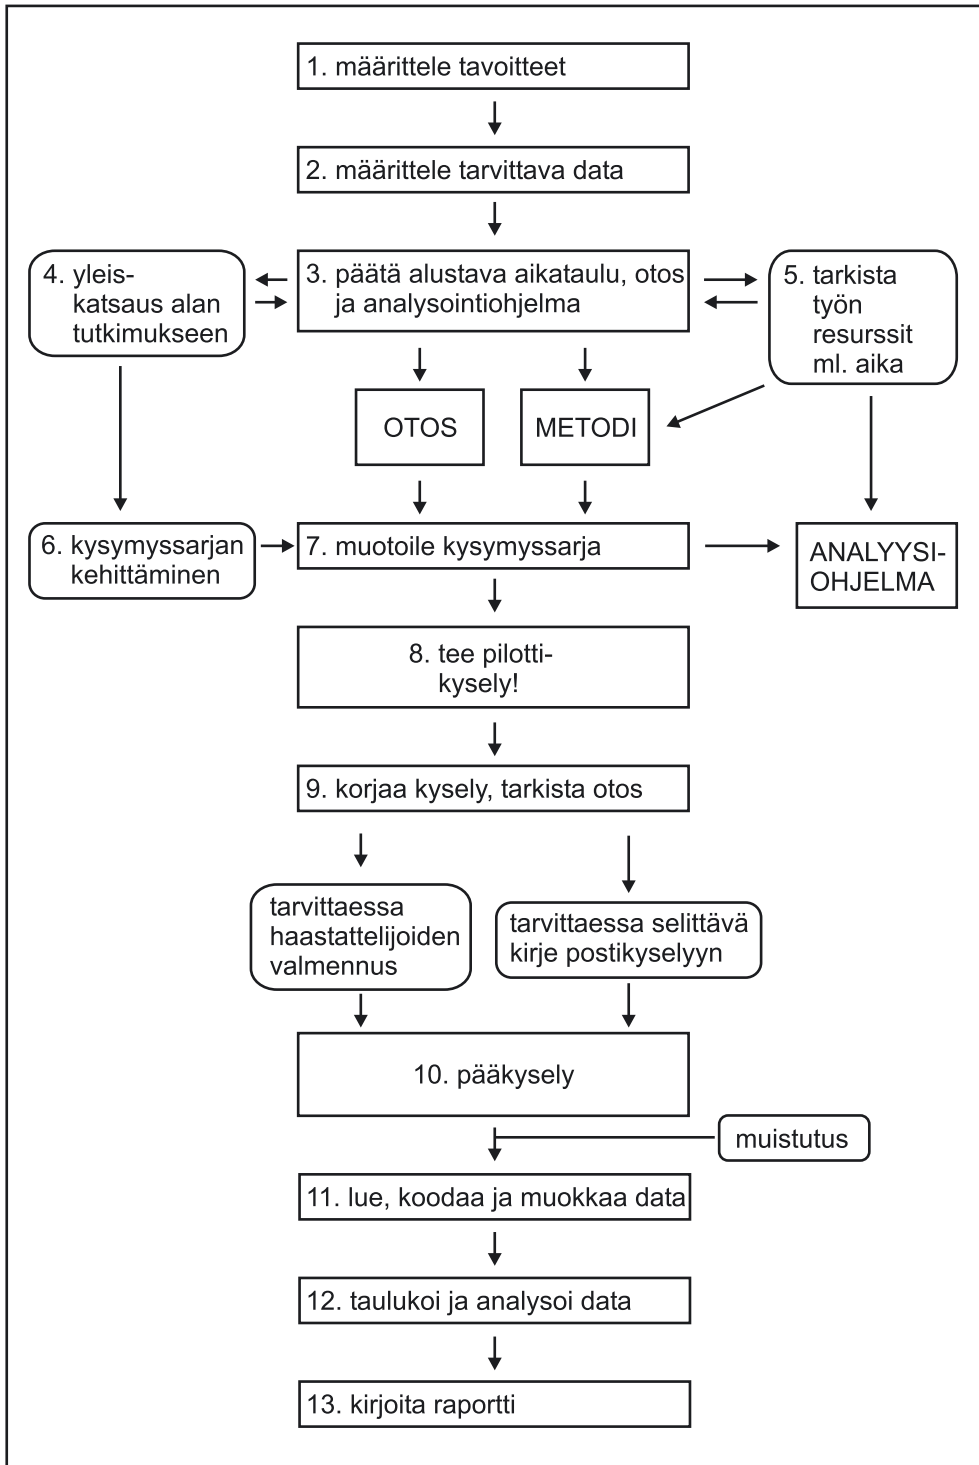 1. määrittele tavoitteet
2. määrittele tarvittava data
4. yleis-
katsaus alan
tutkimukseen
3. päätä alustava aikataulu, otos
ja analysointiohjelma
5. tarkista
työn
resurssit
ml. aika
OTOS
METODI
6. kysymyssarjan
kehittäminen
7. muotoile kysymyssarja
ANALYYSI-
OHJELMA
8. tee pilotti-
kysely!
9. korjaa kysely, tarkista otos
tarvittaessa
haastattelijoiden
valmennus
tarvittaessa selittävä
kirje postikyselyyn
10. pääkysely
muistutus
11. lue, koodaa ja muokkaa data
12. taulukoi ja analysoi data
13. kirjoita raportti